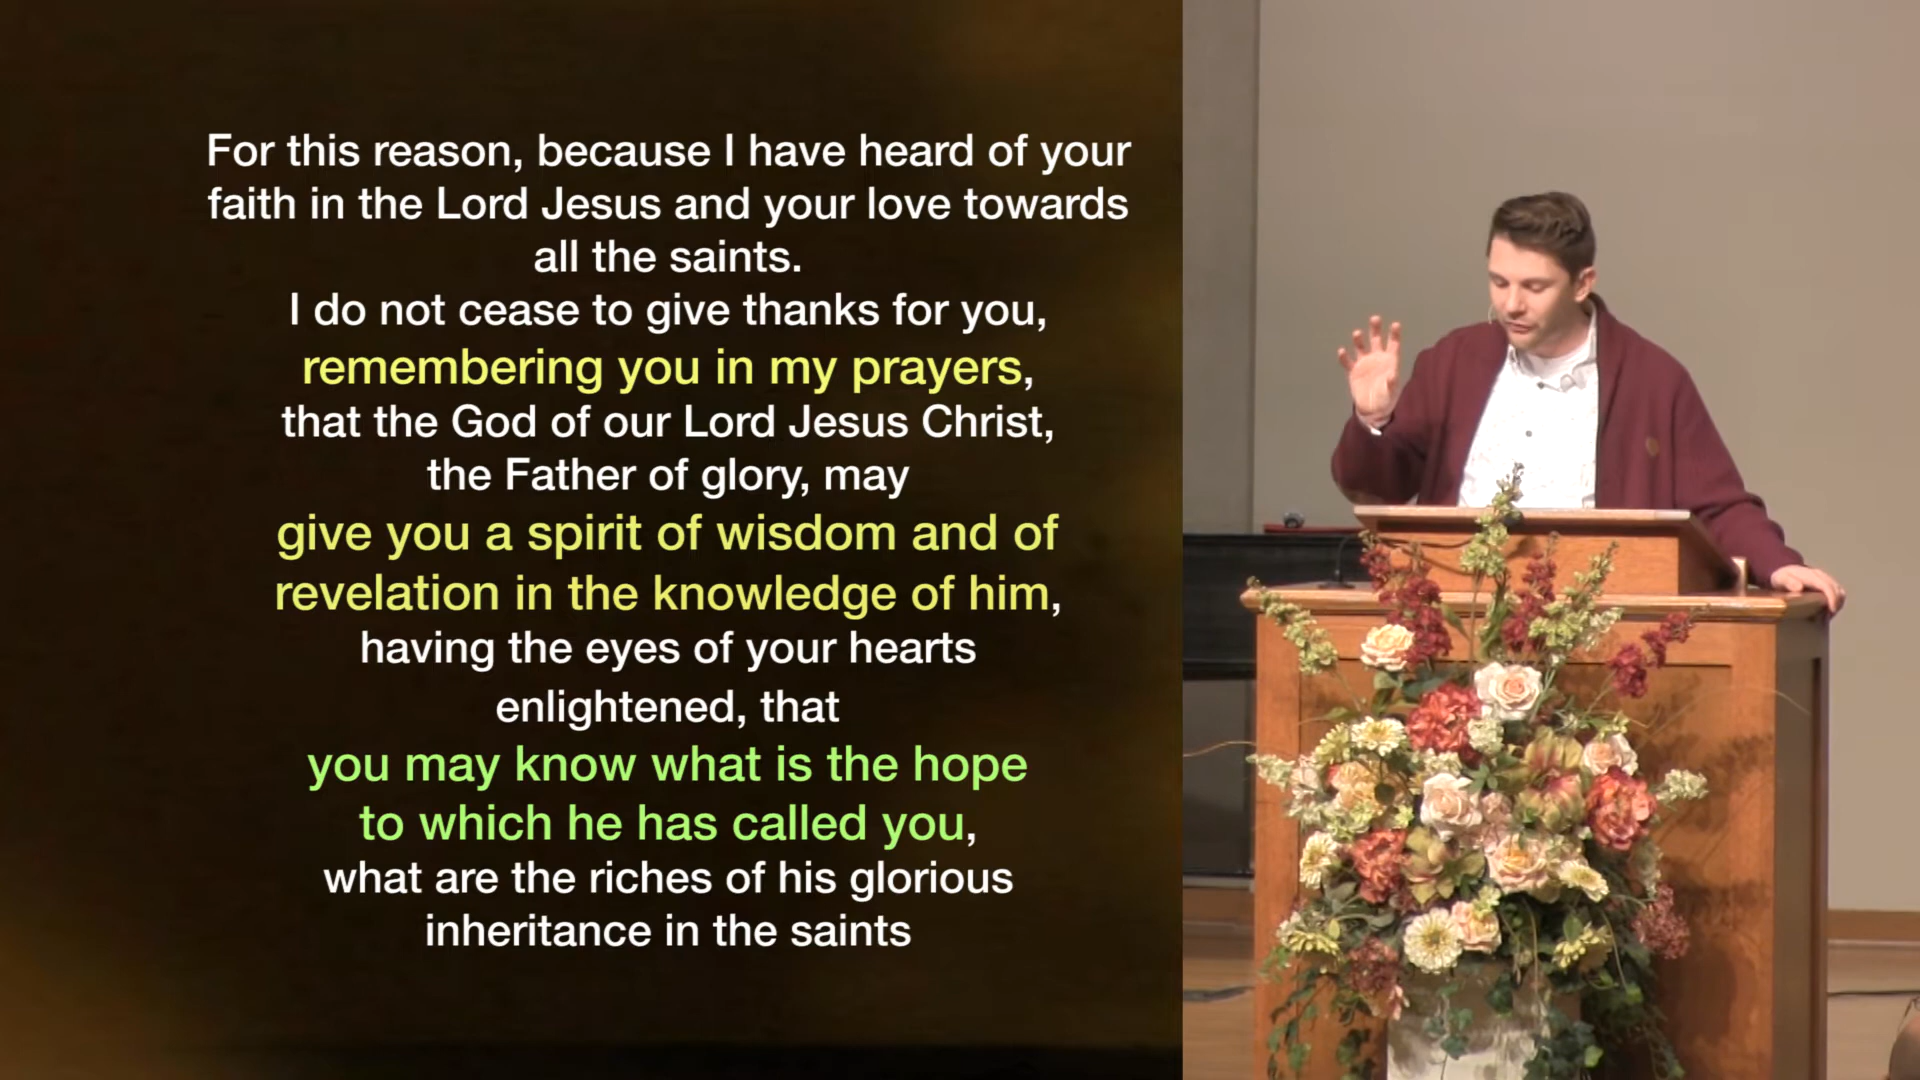 For this reason, because I have heard of your
faith in the Lord Jesus and your love towards
all the saints.
I do not cease to give thanks for you,
remembering you in my prayers,
that the God of our Lord Jesus Christ,
the Father of glory, may
give you a spirit of wisdom and of
revelation in the knowledge of him,
having the eyes of your hearts
enlightened, that
you may know what is the hope
to which he has called you,
what are the riches of his glorious
inheritance in the saints